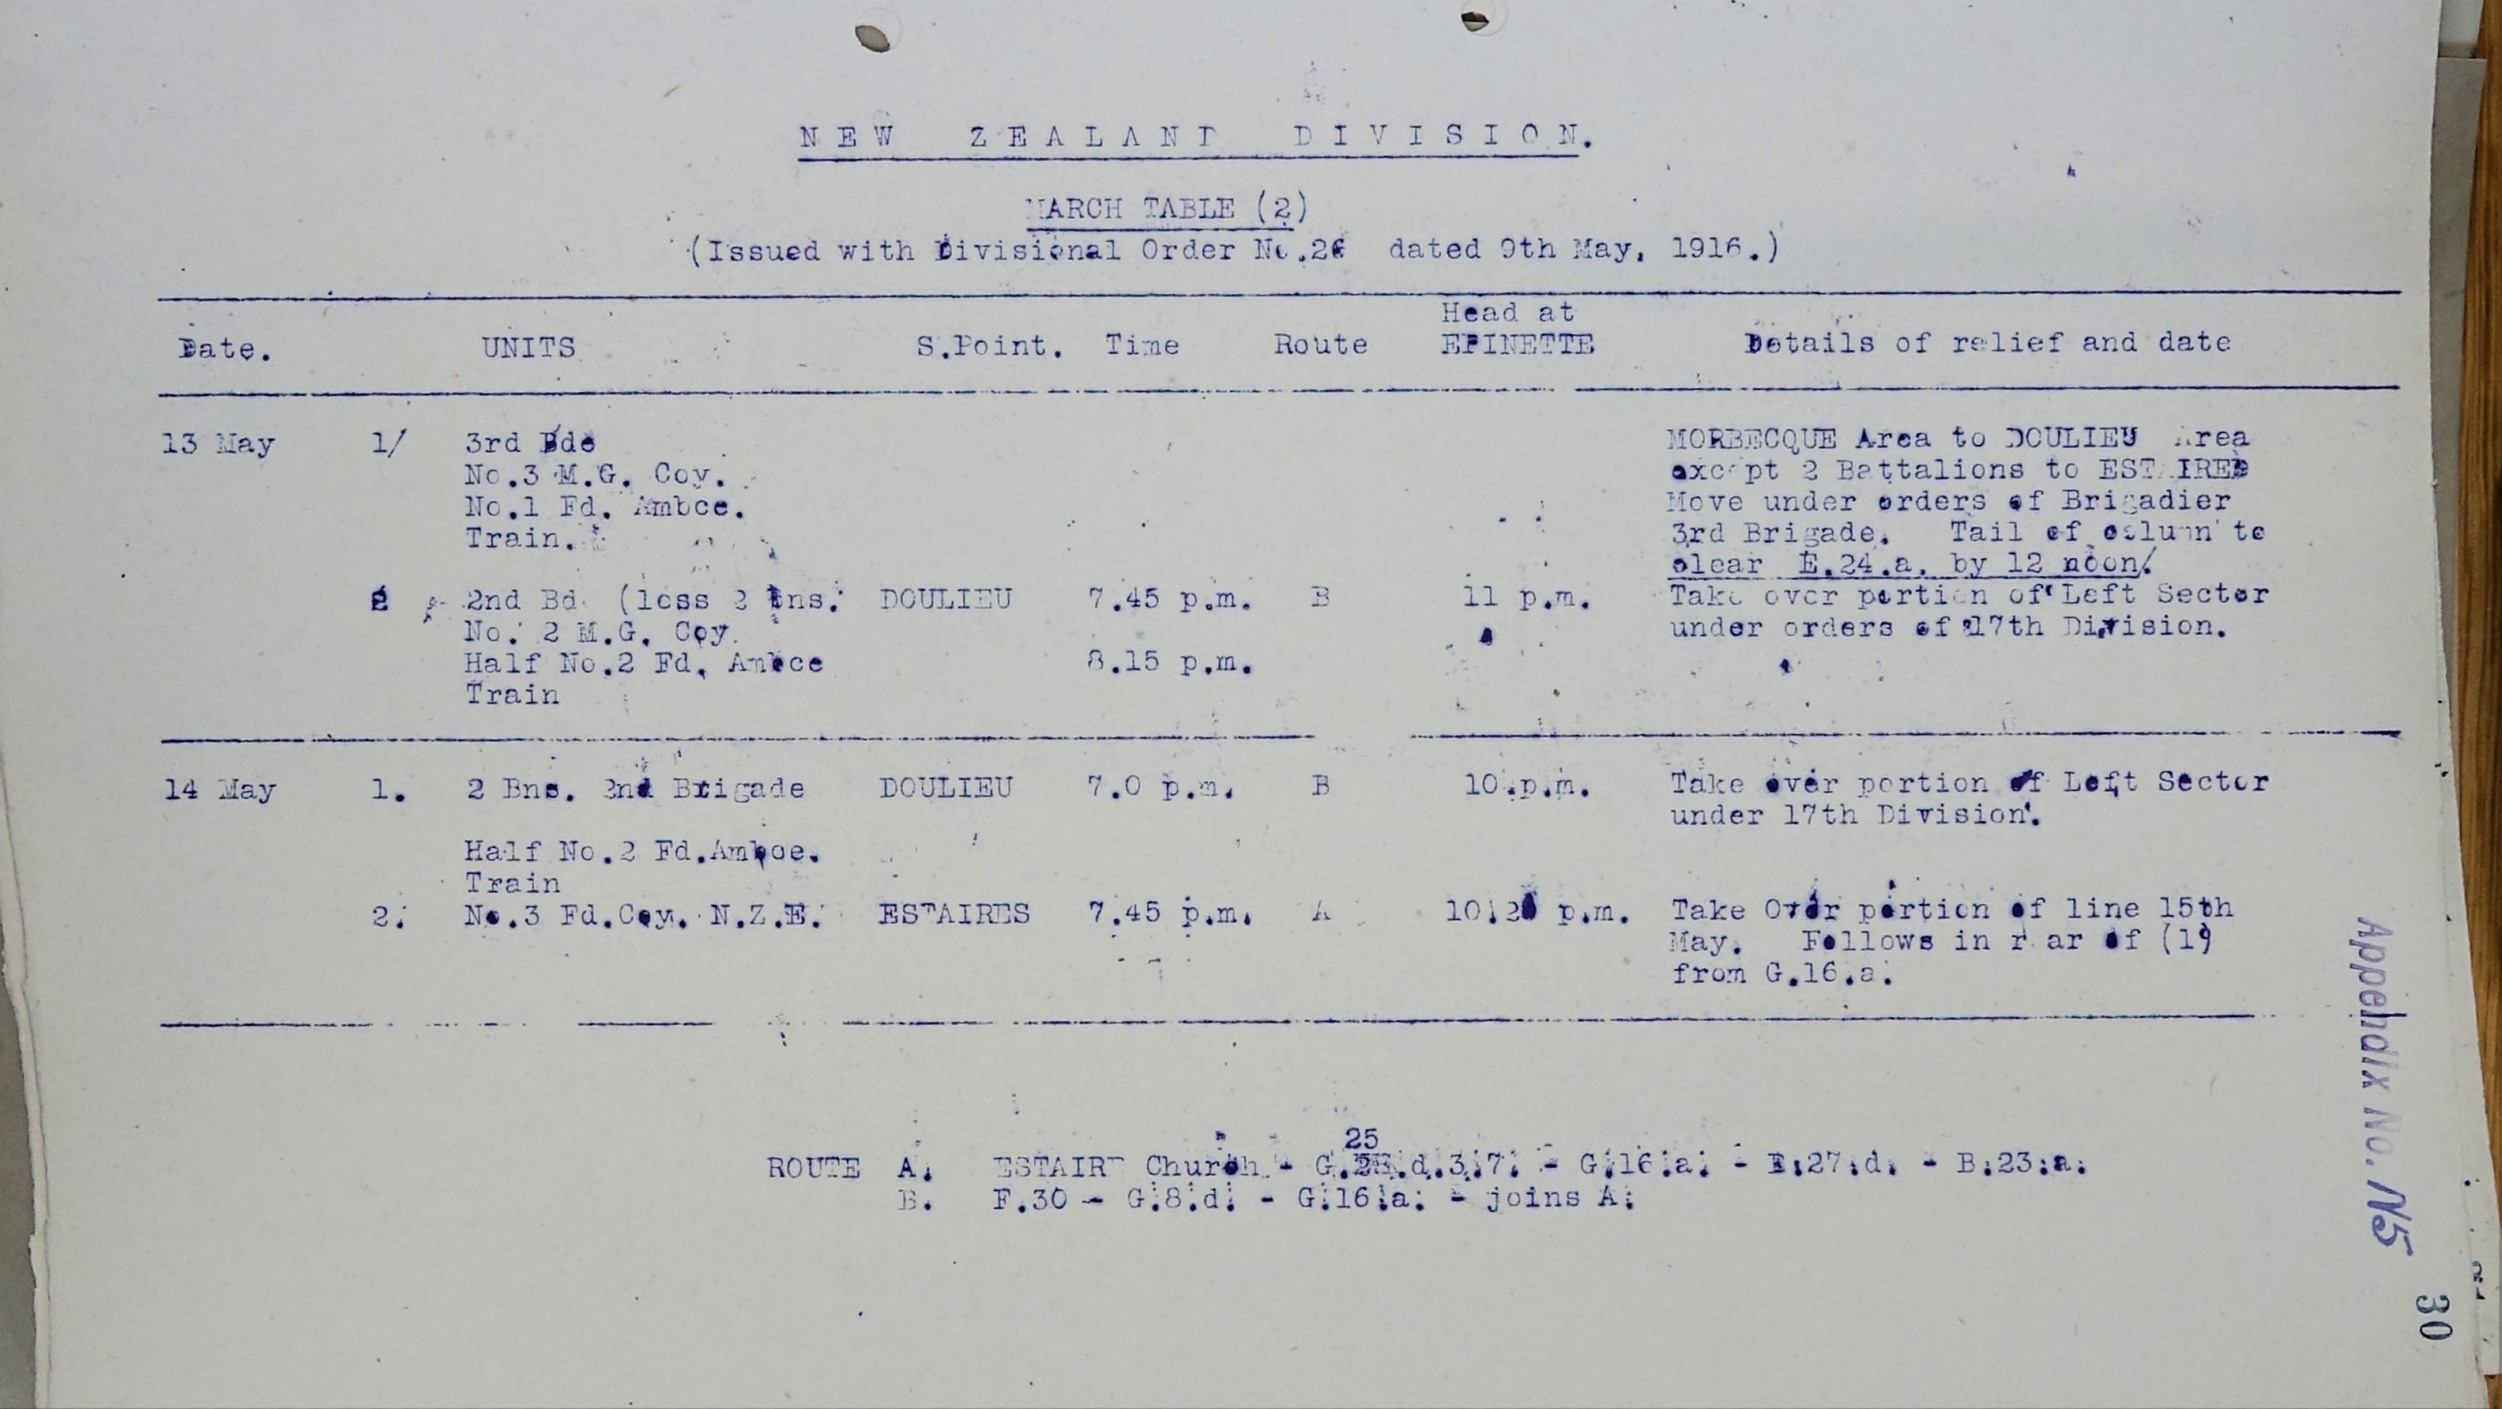 NEW ZEALAND DIVISION.
MARCH TABLE (2)
(Issued with Divisional Order No.26 dated 9th May, 1916.)
Date. UNITS S.Point. Time Route Head at EPINETTE Details of relief and date
13 May 1/ 3rd Bde MORBECQUE Area to DOULIEU Area
No.3 M.G. Coy. except 2 Battalions to ESTAIRES
No.1 Fd. Ambce. Move under orders of Brigadier
Train. 3rd Brigade. Tail of column to
clear E.24.a. by 12 noon.
2 2nd Bd. (less 2 bns. DOULIEU 7.45 p.m. B 11 p.m. Take over portion of Left Sector
No. 2 M.G. Coy. under orders of 17th Division.
Half No.2 Fd. Ambce 8.15 p.m.
Train
14 May 1. 2 Bns. 2nd Brigade DOULIEU 7.0 p.m. B 10.p.m. Take over portion of Left Sector
under 17th Division.
Half No.2 Fd.Ambce.
Train
2. No.3 Fd.Coy. N.Z.E. ESTAIRES 7.45 p.m. A p.m. Take Over portion of line 15th
May. Follows in rear of (1)
from G.16.a.
25
ROUTE A. ESTAIR Church - G. .d.3.7. - G.16.a. - B.27.d. - B.23.a.
B. F.30 - G.8.d. - G.16.a. - joins A.
Appendix No. N5
30